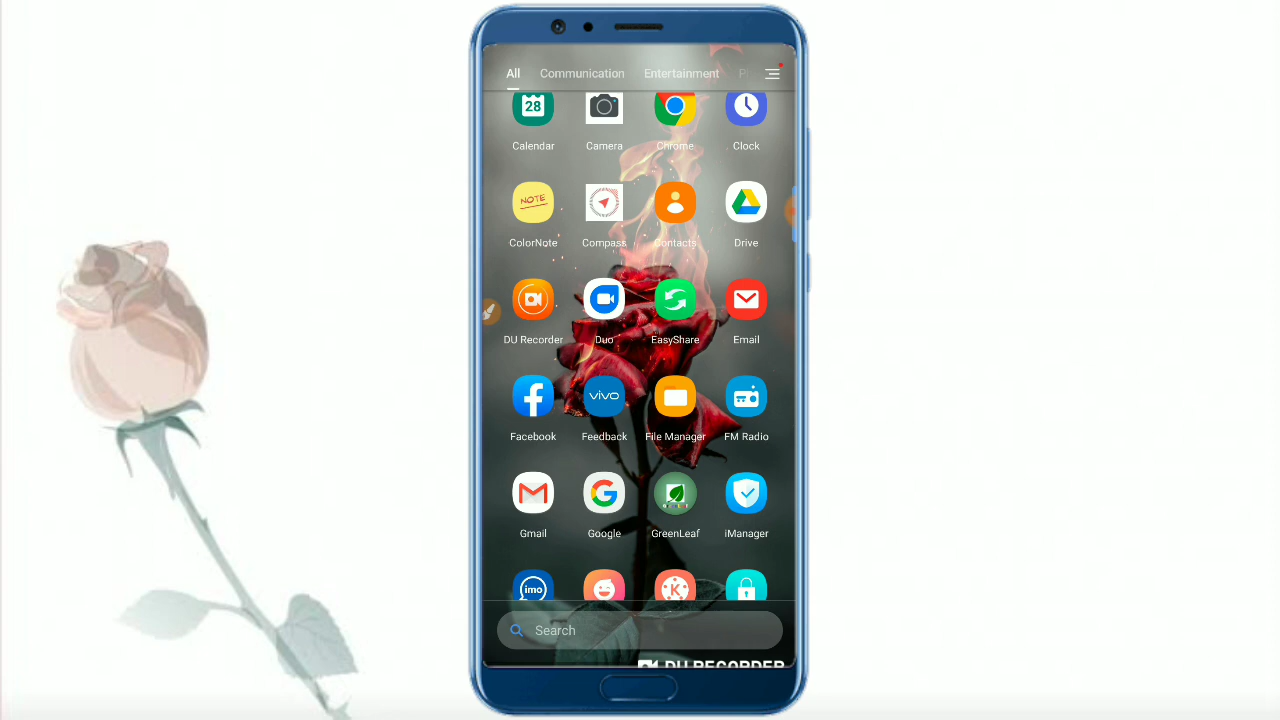 All Communication Entertainment P
28
Calendar Camera Chrome Clock
NOTE
ColorNote Compass Contacts Drive
DU Recorder Duo EasyShare Email
vivo
Facebook Feedback File Manager FM Radio
Gmail Google GreenLeaf iManager
imo K
Search
DU RECORDER